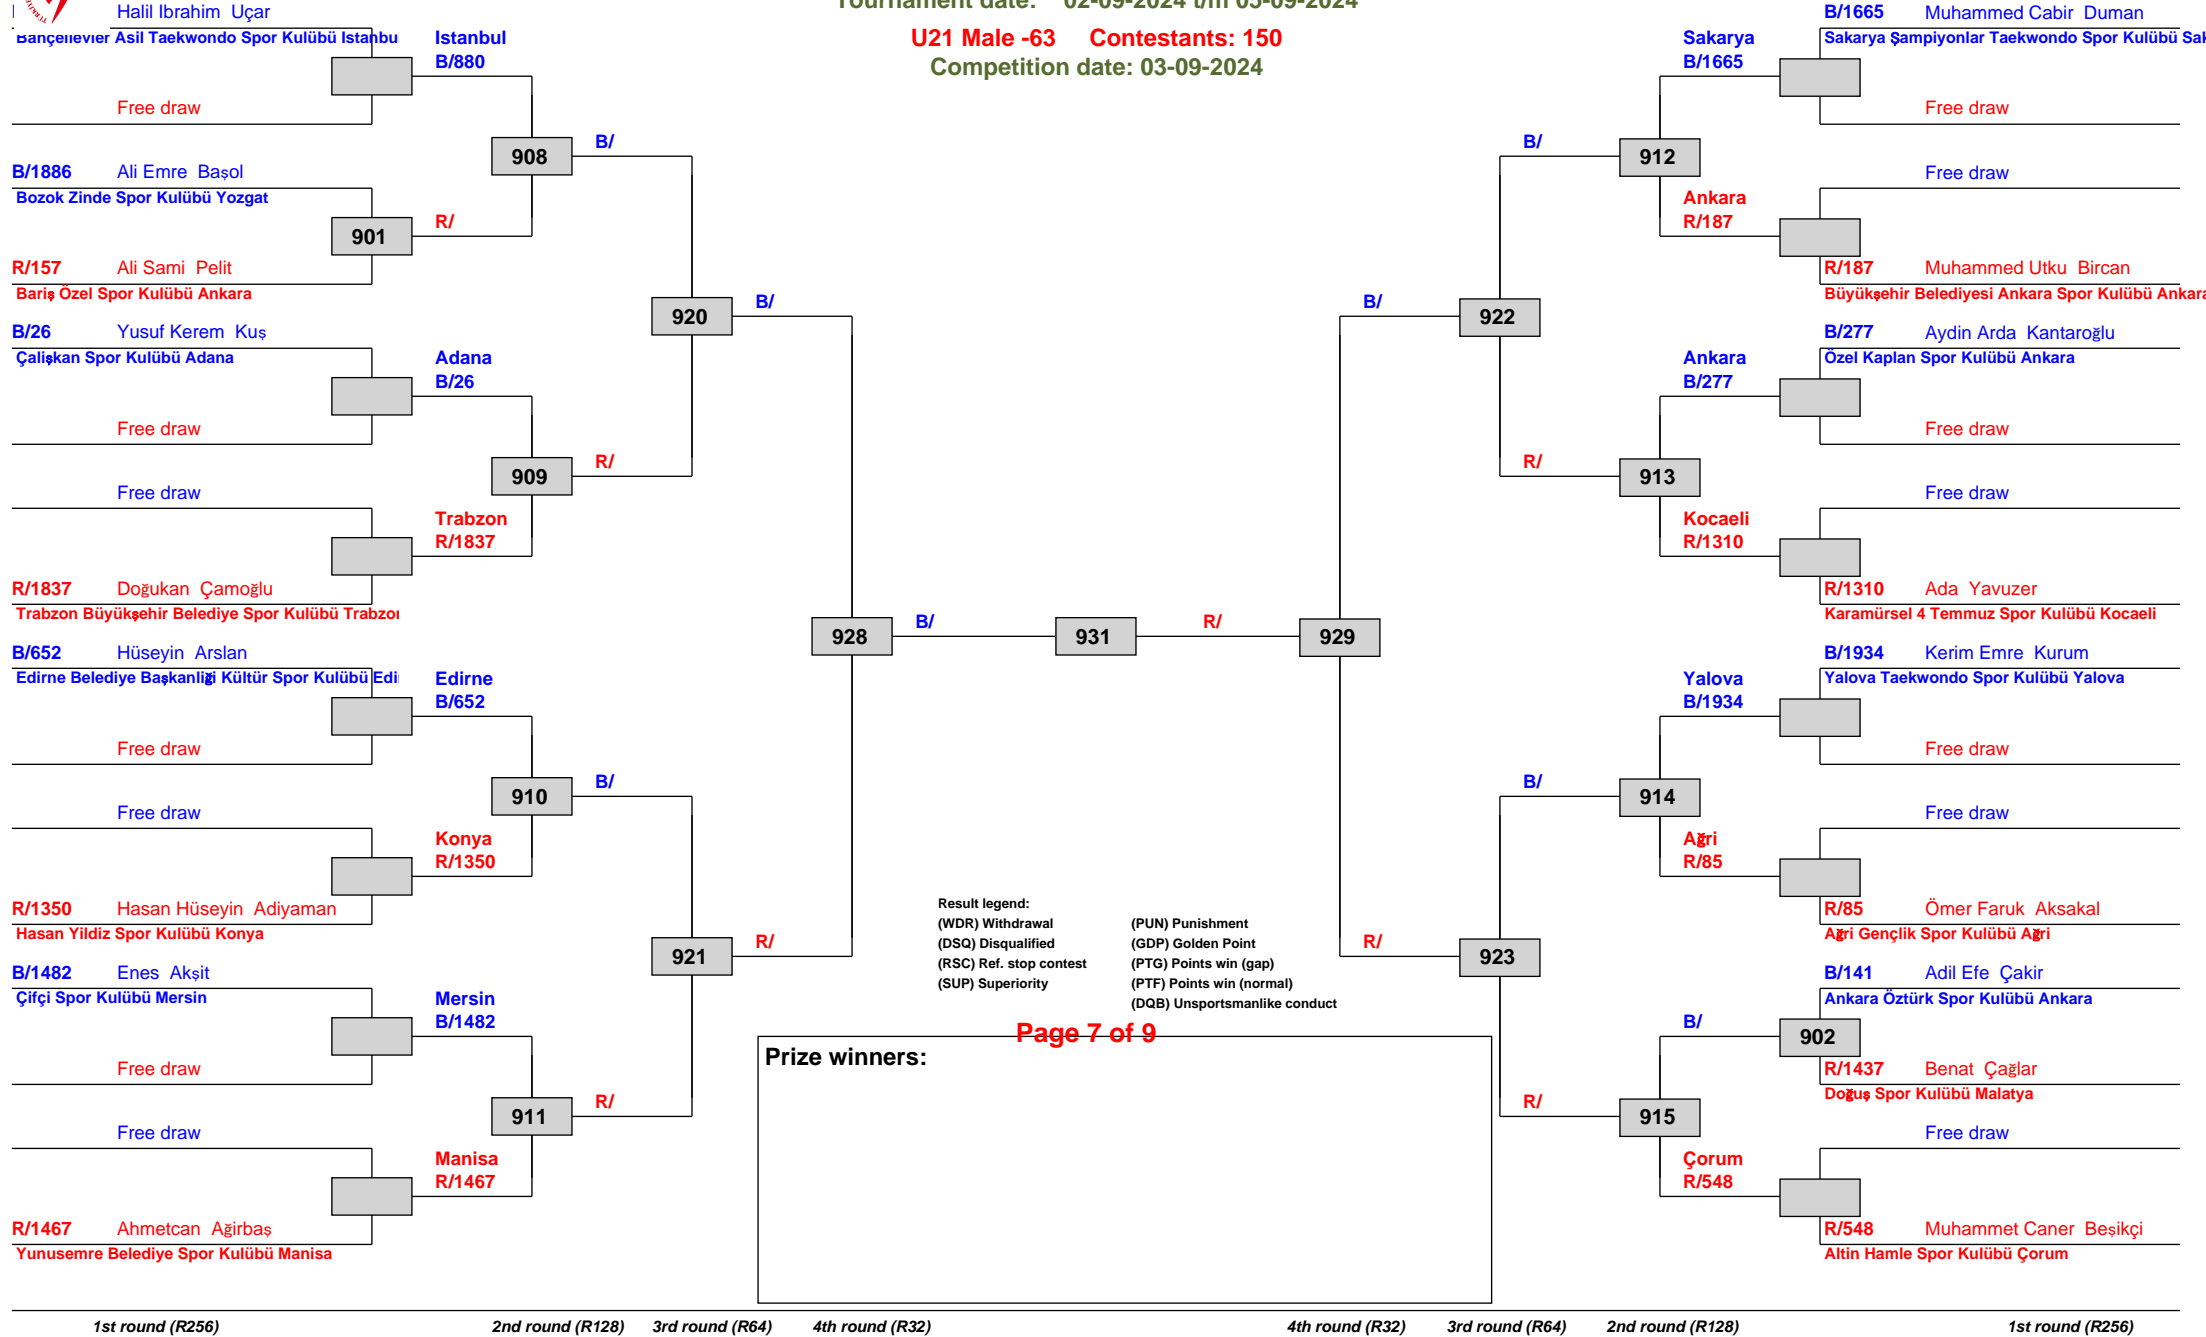 Tournament date: 02-09-2024 t/m 05-09-2024
U21 Male -63 Contestants: 150
Competition date: 03-09-2024
Halil Ibrahim Uçar
Bahçelievler Asil Taekwondo Spor Kulübü Istanbu
Free draw
Istanbul
B/880
B/1886 Ali Emre Başol
Bozok Zinde Spor Kulübü Yozgat
901
R/
R/157 Ali Sami Pelit
Bariş Özel Spor Kulübü Ankara
908
B/
B/26 Yusuf Kerem Kuş
Çalişkan Spor Kulübü Adana
Free draw
Adana
B/26
Free draw
R/1837 Doğukan Çamoğlu
Trabzon Büyükşehir Belediye Spor Kulübü Trabzon
Trabzon
R/1837
909
R/
920
B/
B/652 Hüseyin Arslan
Edirne Belediye Başkanliği Kültür Spor Kulübü Edi
Free draw
Edirne
B/652
Free draw
R/1350 Hasan Hüseyin Adiyaman
Hasan Yildiz Spor Kulübü Konya
Konya
R/1350
910
B/
B/1482 Enes Akşit
Çifçi Spor Kulübü Mersin
Free draw
Mersin
B/1482
Free draw
R/1467 Ahmetcan Ağirbaş
Yunusemre Belediye Spor Kulübü Manisa
Manisa
R/1467
911
R/
921
R/
928
B/
931
R/
929
B/
922
B/
912
Sakarya
B/1665
B/1665 Muhammed Cabir Duman
Sakarya Şampiyonlar Taekwondo Spor Kulübü Sak
Free draw
Free draw
Ankara
R/187
R/187 Muhammed Utku Bircan
Büyükşehir Belediyesi Ankara Spor Kulübü Ankara
R/
913
Ankara
B/277
B/277 Aydin Arda Kantaroğlu
Özel Kaplan Spor Kulübü Ankara
Free draw
Free draw
Kocaeli
R/1310
R/1310 Ada Yavuzer
Karamürsel 4 Temmuz Spor Kulübü Kocaeli
R/
923
B/
914
Yalova
B/1934
B/1934 Kerim Emre Kurum
Yalova Taekwondo Spor Kulübü Yalova
Free draw
Free draw
Ağri
R/85
R/85 Ömer Faruk Aksakal
Ağri Gençlik Spor Kulübü Ağri
R/
915
B/
902
B/141 Adil Efe Çakir
Ankara Öztürk Spor Kulübü Ankara
R/1437 Benat Çağlar
Doğuş Spor Kulübü Malatya
Free draw
Çorum
R/548
R/548 Muhammet Caner Beşikçi
Altin Hamle Spor Kulübü Çorum
Result legend:
(WDR) Withdrawal (PUN) Punishment
(DSQ) Disqualified (GDP) Golden Point
(RSC) Ref. stop contest (PTG) Points win (gap)
(SUP) Superiority (PTF) Points win (normal)
(DQB) Unsportsmanlike conduct
Page 7 of 9
Prize winners:
1st round (R256) 2nd round (R128) 3rd round (R64) 4th round (R32) 4th round (R32) 3rd round (R64) 2nd round (R128) 1st round (R256)